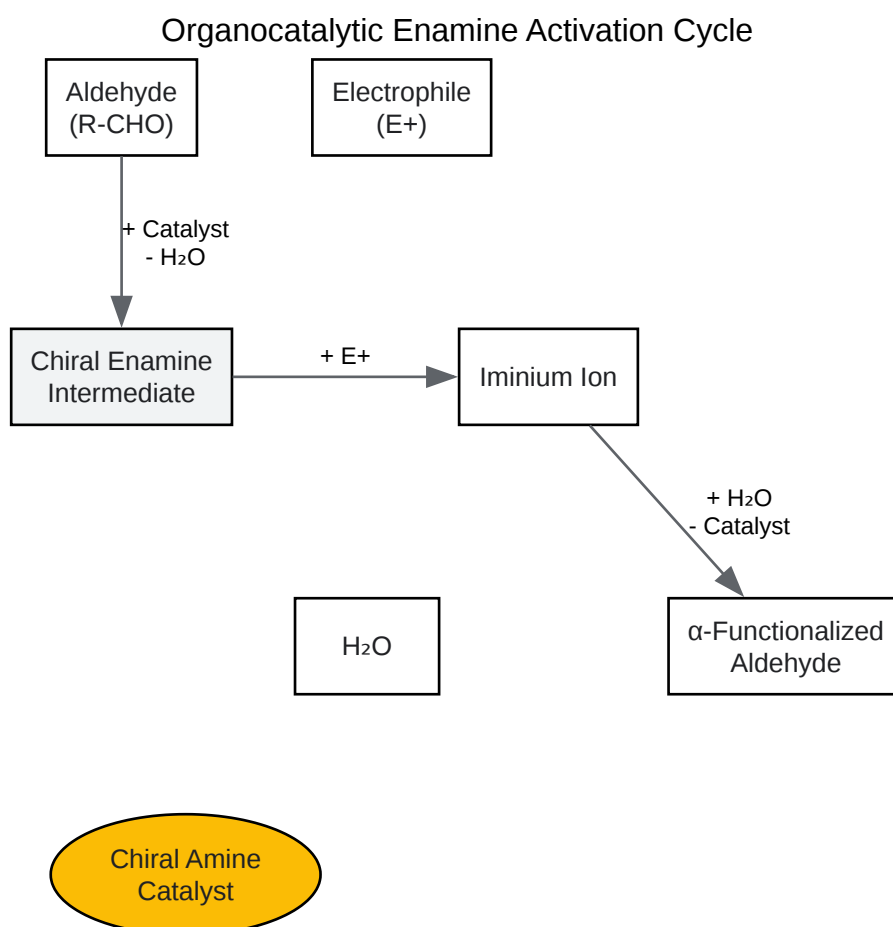 Organocatalytic Enamine Activation Cycle
Aldehyde
(R-CHO)
Electrophile
(E+)
+ Catalyst
- H₂O
Chiral Enamine
Intermediate
+ E+
Iminium Ion
+ H₂O
- Catalyst
H₂O
α-Functionalized
Aldehyde
Chiral Amine
Catalyst